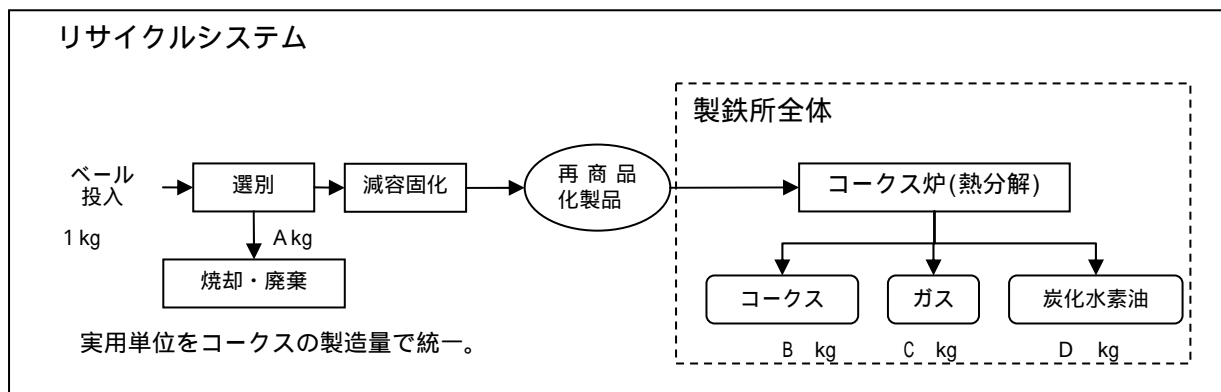 リサイクルシステム
製鉄所全体
ベール
投入
選別
減容固化
再商品
化製品
コークス炉(熱分解)
1 kg
A kg
焼却・廃棄
コークス
ガス
炭化水素油
実用単位をコークスの製造量で統一。
B kg
C kg
D kg